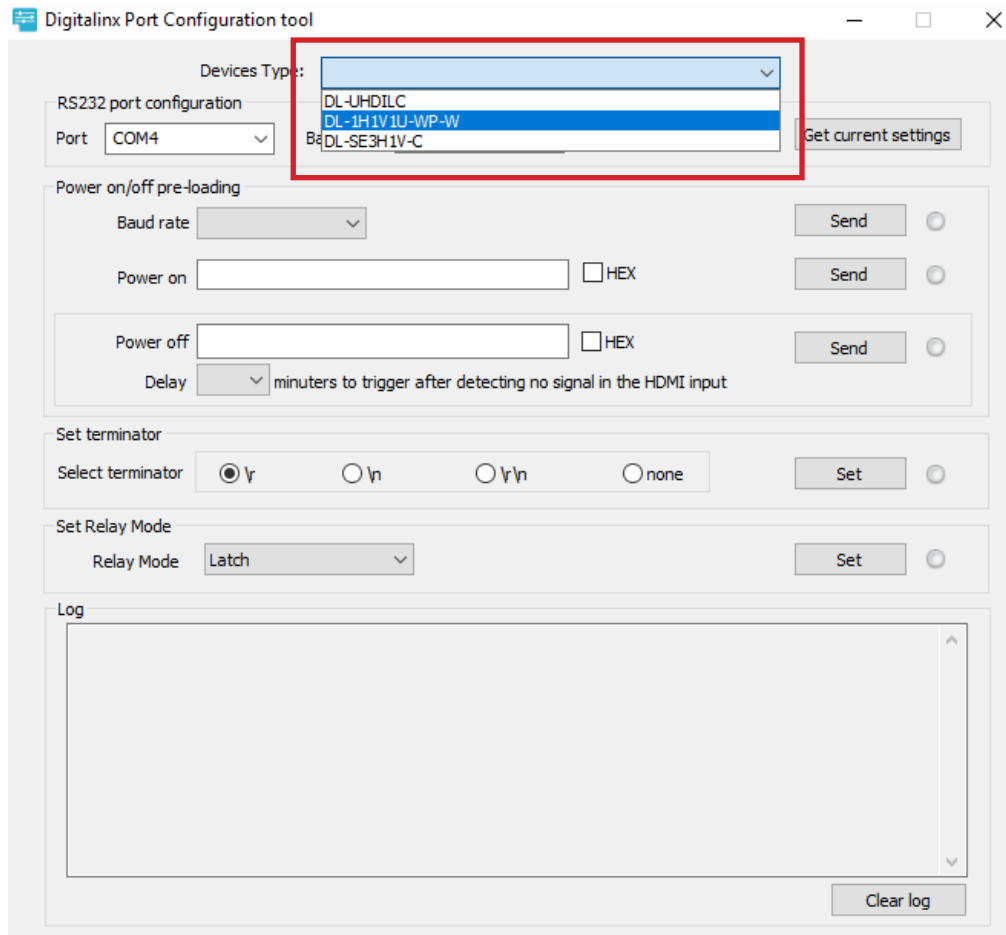 Digitalinx Port Configuration tool
Devices Type:
DL-UHDILC
DL-1H1V1U-WP-W
DL-SE3H1V-C
RS232 port configuration
Port COM4 Get current settings
Power on/off pre-loading
Baud rate Send
Power on HEX Send
Power off HEX Send
Delay minuters to trigger after detecting no signal in the HDMI input
Set terminator
Select terminator \r \n \r\n none Set
Set Relay Mode
Relay Mode Latch Set
Log
Clear log